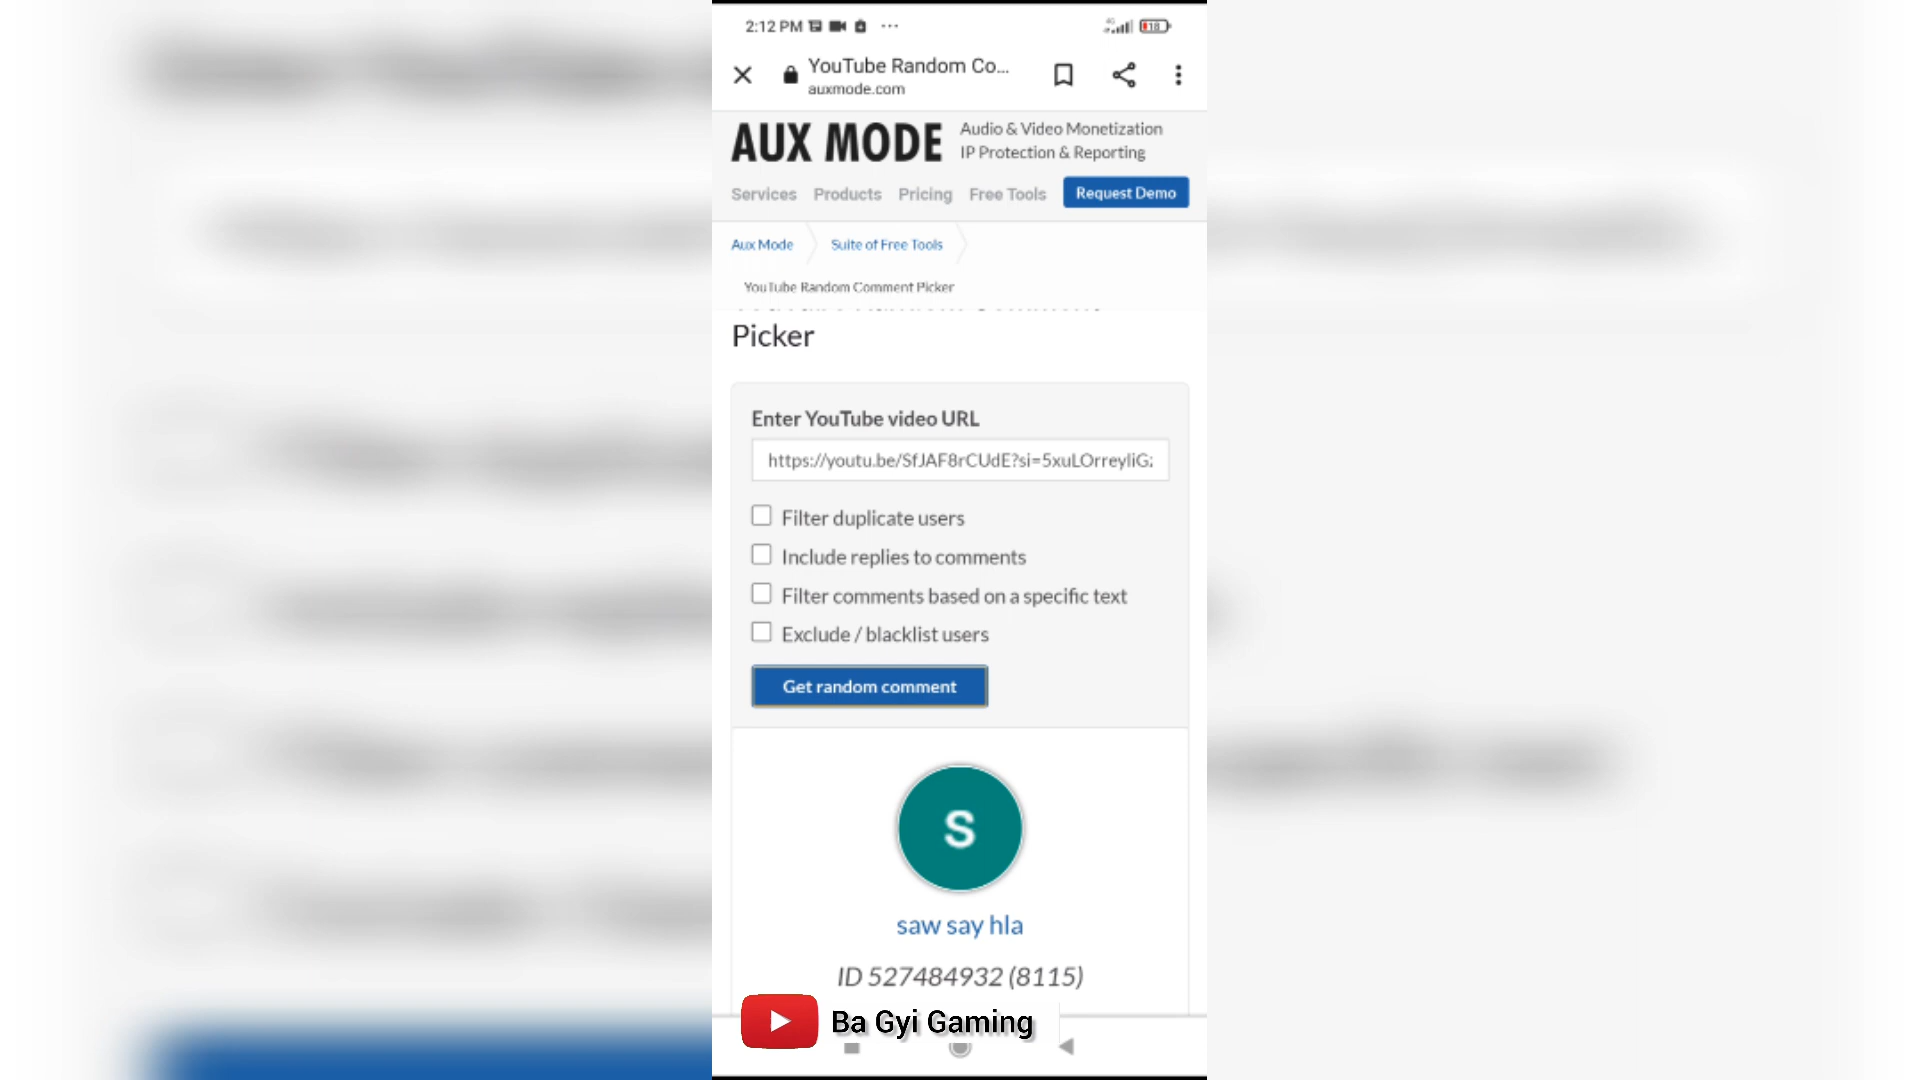 2:12 PM
18
YouTube Random Co...
auxmode.com
AUX MODE
Audio & Video Monetization
IP Protection & Reporting
Services Products Pricing Free Tools Request Demo
Aux Mode Suite of Free Tools
YouTube Random Comment Picker
Picker
Enter YouTube video URL
https://youtu.be/SfJAF8rCUdE?si=5xuLOrreyliG
Filter duplicate users
Include replies to comments
Filter comments based on a specific text
Exclude / blacklist users
Get random comment
S
saw say hla
ID 527484932 (8115)
Ba Gyi Gaming